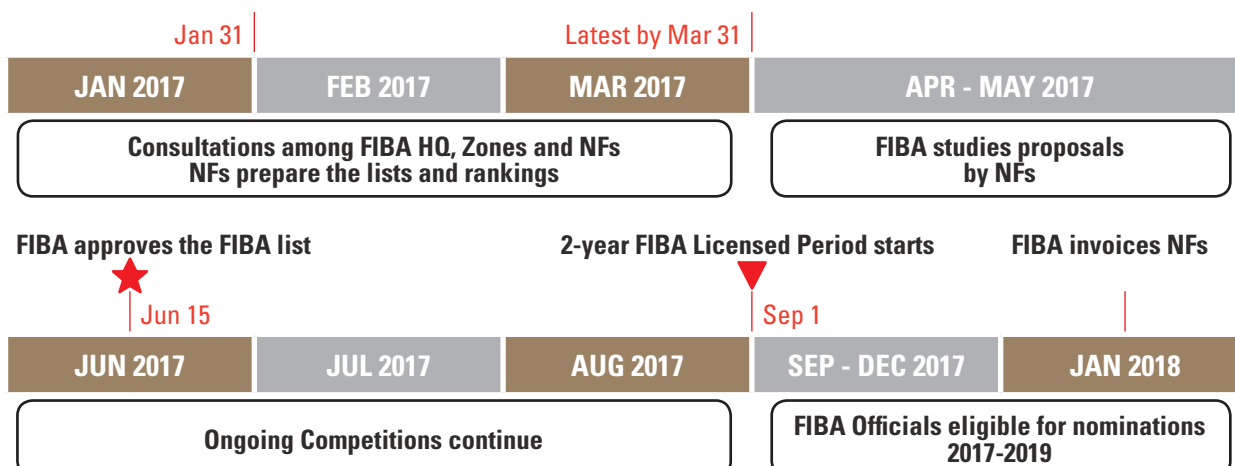 Jan 31
Latest by Mar 31
JAN 2017
FEB 2017
MAR 2017
APR - MAY 2017
Consultations among FIBA HQ, Zones and NFs
NFs prepare the lists and rankings
FIBA studies proposals
by NFs
FIBA approves the FIBA list
2-year FIBA Licensed Period starts
FIBA invoices NFs
Jun 15
Sep 1
JUN 2017
JUL 2017
AUG 2017
SEP - DEC 2017
JAN 2018
Ongoing Competitions continue
FIBA Officials eligible for nominations
2017-2019